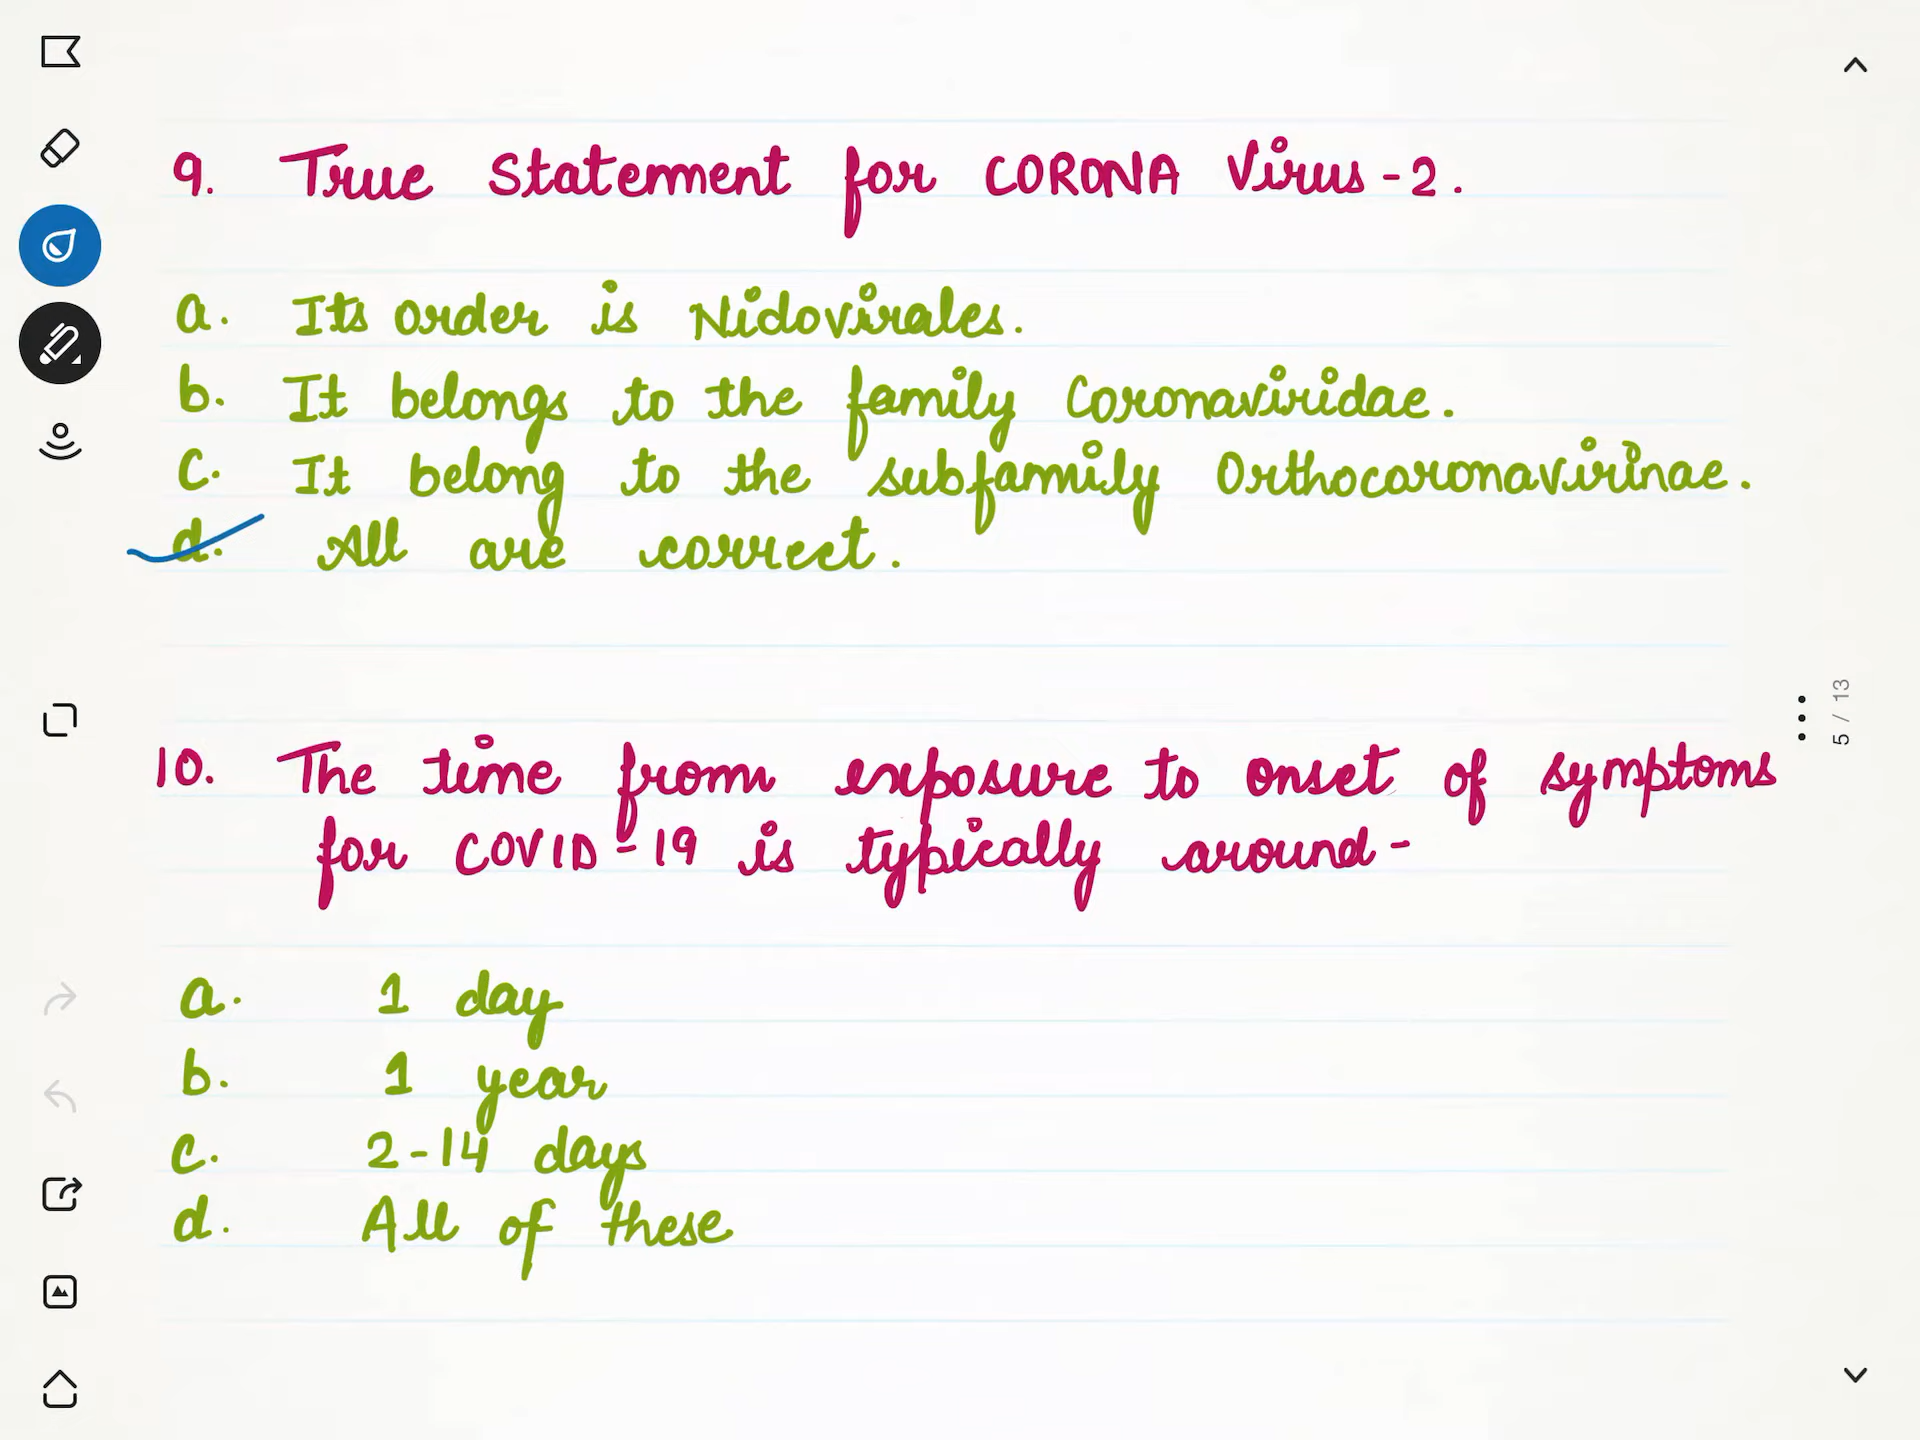 9. True Statement for CORONA Virus-2.
a. Its order is Nidovirales.
b. It belongs to the family Coronaviridae.
c. It belong to the subfamily Orthocoronavirinae.
d. All are correct.
5 / 13
10. The time from exposure to onset of symptoms
for COVID-19 is typically around-
a. 1 day
b. 1 year
c. 2-14 days
d. All of these